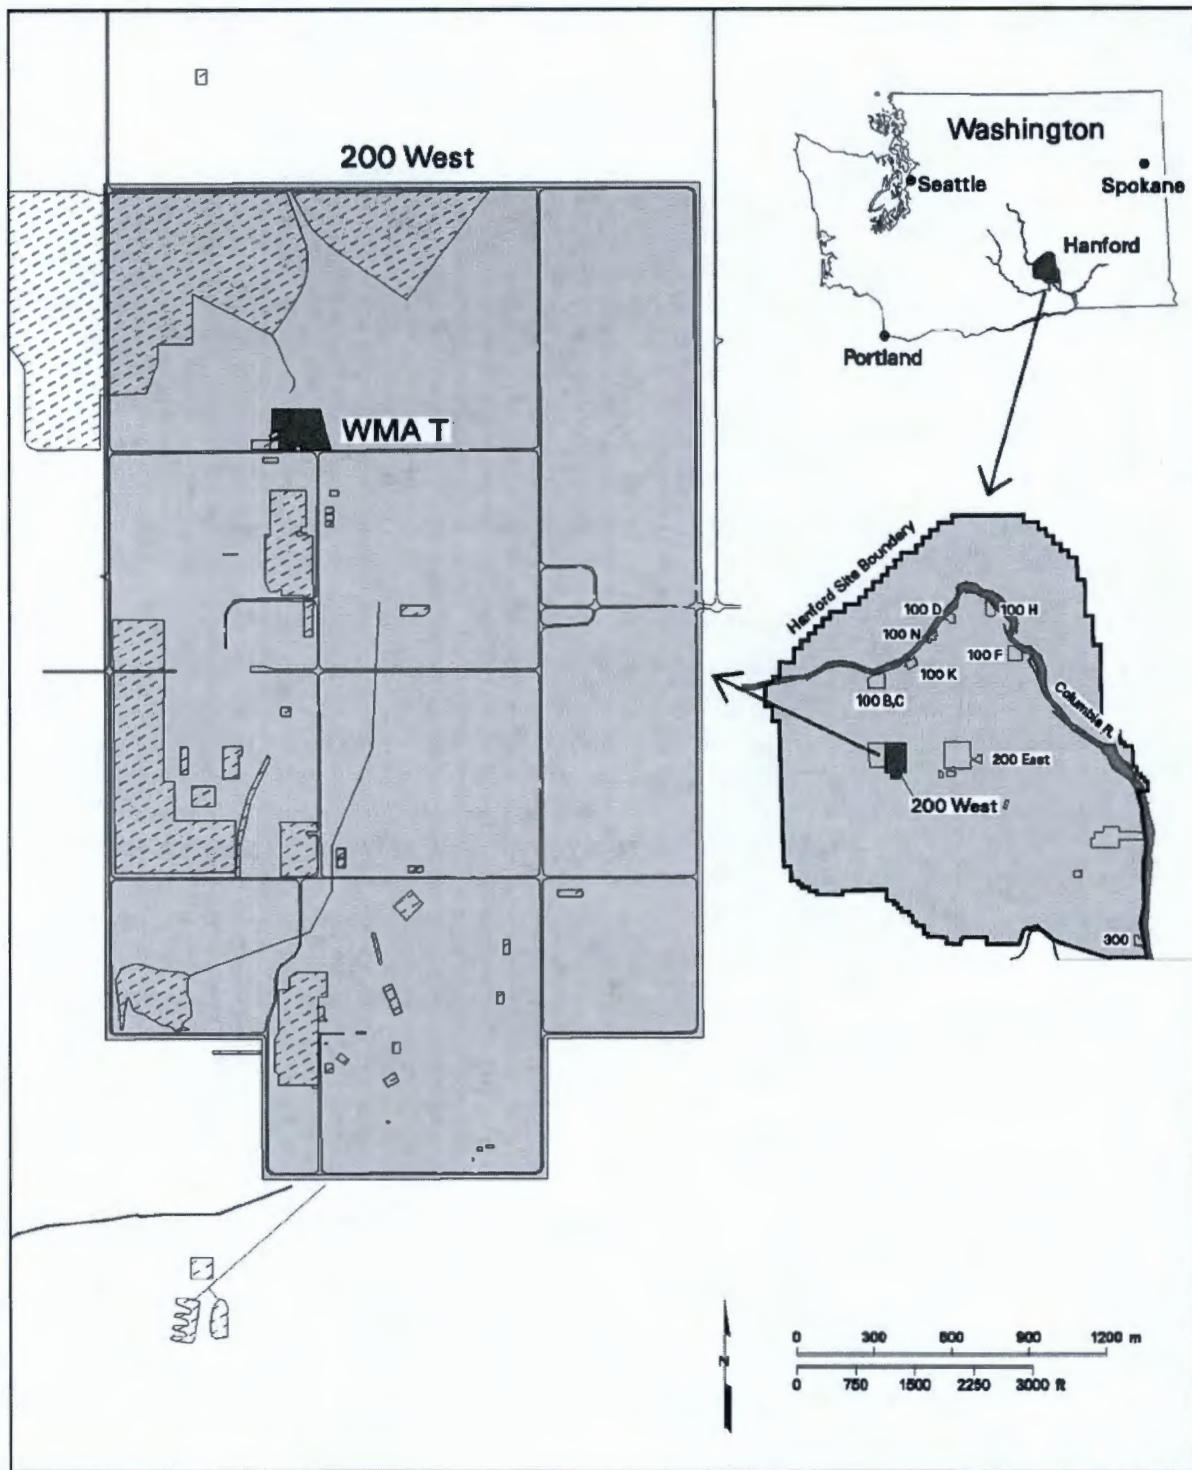 200 West
WMA T
Washington
Seattle
Spokane
Hanford
Portland
Hanford Site Boundary
100 D
100 H
100 N
100 F
100 K
100 B,C
Columbia R.
200 East
200 West
300
N
0 300 600 900 1200 m
0 750 1500 2250 3000 ft